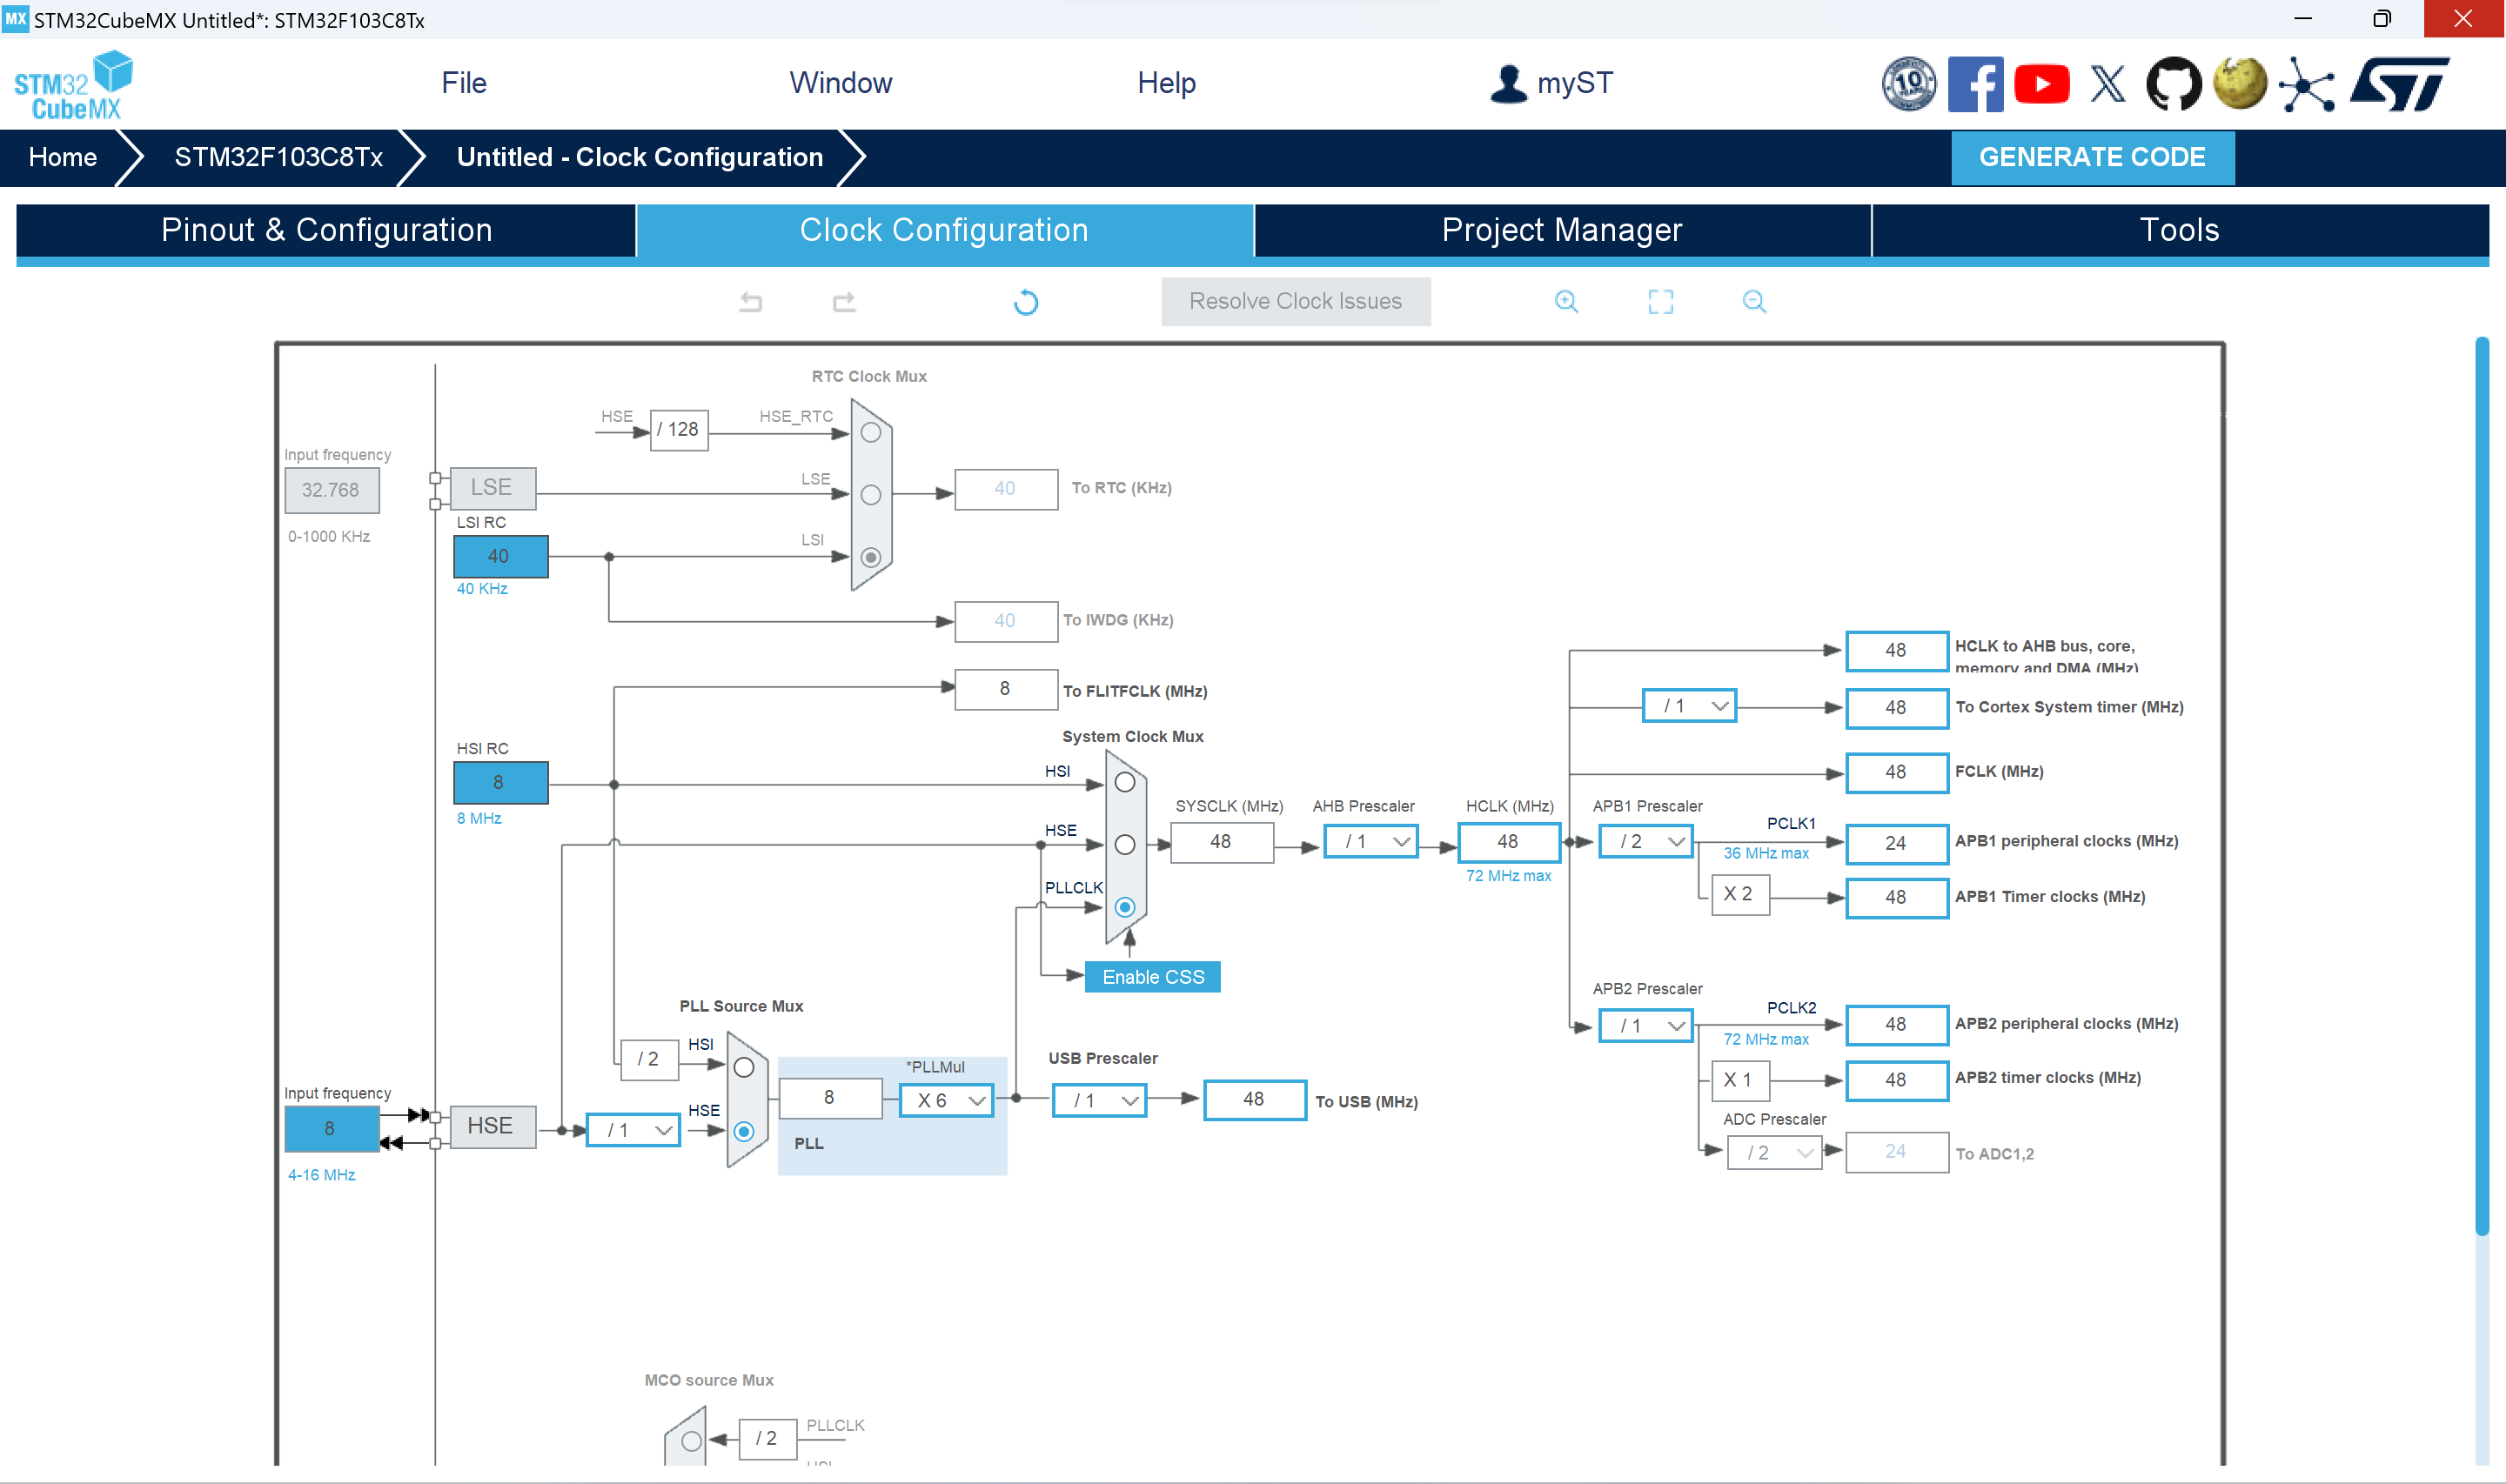 MX STM32CubeMX Untitled*: STM32F103C8Tx
STM32 CubeMX
File
Window
Help
myST
10 YEARS
ST
Home
STM32F103C8Tx
Untitled - Clock Configuration
GENERATE CODE
Pinout & Configuration
Clock Configuration
Project Manager
Tools
Resolve Clock Issues
RTC Clock Mux
HSE
/ 128
HSE_RTC
Input frequency
32.768
0-1000 KHz
LSE
LSE
40
To RTC (KHz)
LSI RC
40
40 KHz
LSI
40
To IWDG (KHz)
8
To FLITFCLK (MHz)
HSI RC
8
8 MHz
System Clock Mux
HSI
HSE
PLLCLK
Enable CSS
SYSCLK (MHz)
48
AHB Prescaler
/ 1
HCLK (MHz)
48
72 MHz max
48
HCLK to AHB bus, core,
memory and DMA (MHz)
/ 1
48
To Cortex System timer (MHz)
48
FCLK (MHz)
APB1 Prescaler
/ 2
PCLK1
36 MHz max
24
APB1 peripheral clocks (MHz)
X 2
48
APB1 Timer clocks (MHz)
APB2 Prescaler
/ 1
PCLK2
72 MHz max
48
APB2 peripheral clocks (MHz)
X 1
48
APB2 timer clocks (MHz)
ADC Prescaler
/ 2
24
To ADC1,2
PLL Source Mux
/ 2
HSI
Input frequency
8
4-16 MHz
HSE
/ 1
HSE
8
*PLLMul
X 6
PLL
USB Prescaler
/ 1
48
To USB (MHz)
MCO source Mux
/ 2
PLLCLK